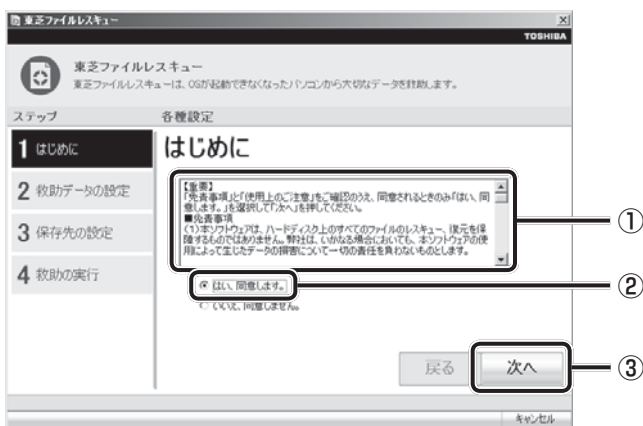 東芝ファイルレスキュー
TOSHIBA
東芝ファイルレスキュー
東芝ファイルレスキューは、OSが起動できなくなったパソコンから大切なデータを救助します。
ステップ
各種設定
1 はじめに
2 救助データの設定
3 保存先の設定
4 救助の実行
はじめに
【重要】
「免責事項」と「使用上のご注意」をご確認のうえ、同意されるときのみ「はい、同
意します。」を選択して「次へ」を押してください。
■免責事項
(1)本ソフトウェアは、ハードディスク上のすべてのファイルのレスキュー、復元を保
障するものではありません。弊社は、いかなる場合においても、本ソフトウェアの使
用によって生じたデータの損害について一切の責任を負わないものとします。
はい、同意します。
いいえ、同意しません。
戻る
次へ
キャンセル
①
②
③